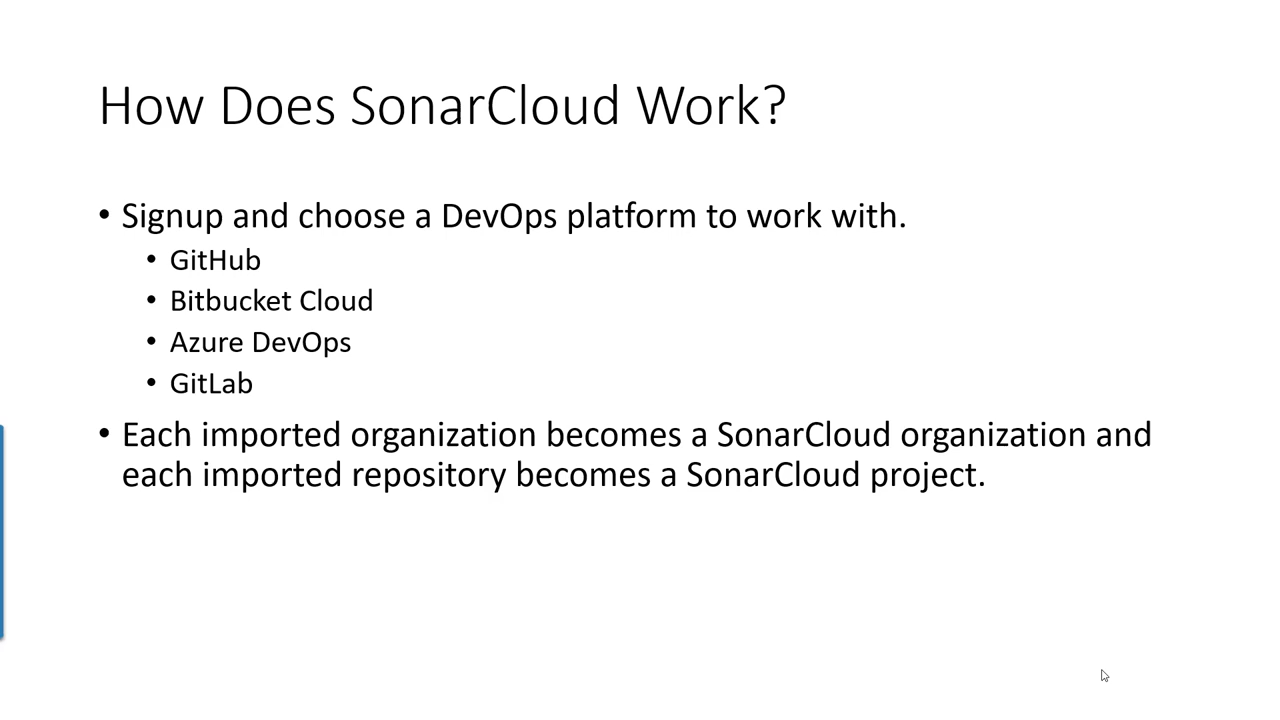 How Does SonarCloud Work?
• Signup and choose a DevOps platform to work with.
• GitHub
• Bitbucket Cloud
• Azure DevOps
• GitLab
• Each imported organization becomes a SonarCloud organization and
each imported repository becomes a SonarCloud project.